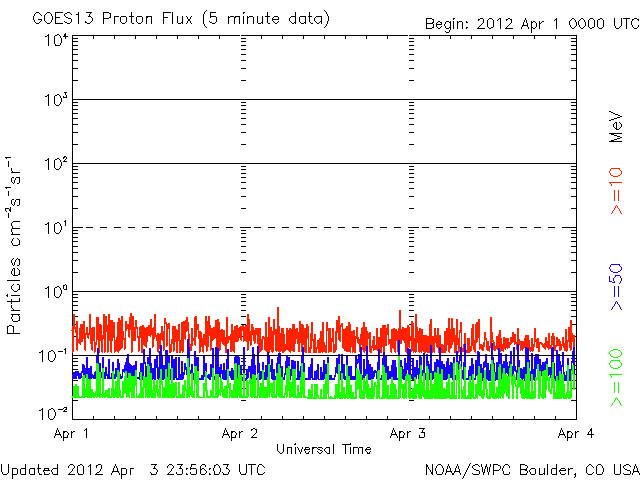 GOES13 Proton Flux (5 minute data)
Begin: 2012 Apr 1 0000 UTC
Particles cm⁻²s⁻¹sr⁻¹
10⁴
10³
10²
10¹
10⁰
10⁻¹
10⁻²
MeV
>=10
>=50
>=100
Apr 1
Apr 2
Apr 3
Apr 4
Universal Time
Updated 2012 Apr 3 23:56:03 UTC
NOAA/SWPC Boulder, CO USA